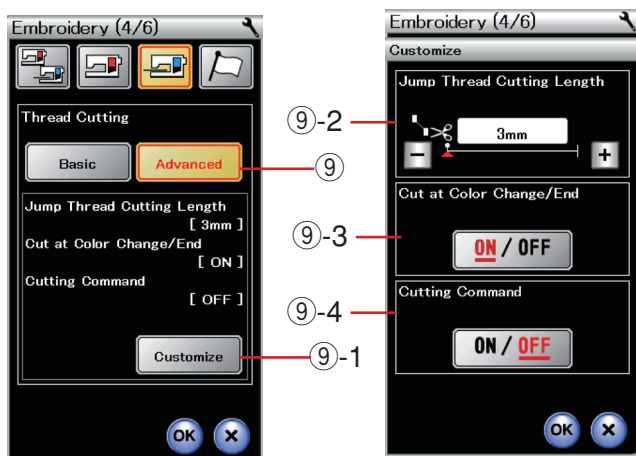 Embroidery (4/6)
Thread Cutting
Basic
Advanced
Jump Thread Cutting Length
[ 3mm ]
Cut at Color Change/End
[ ON ]
Cutting Command
[ OFF ]
Customize
OK
X
⑨-2
⑨
⑨-3
⑨-4
⑨-1
Embroidery (4/6)
Customize
Jump Thread Cutting Length
3mm
− +
Cut at Color Change/End
ON / OFF
Cutting Command
ON / OFF
OK
X